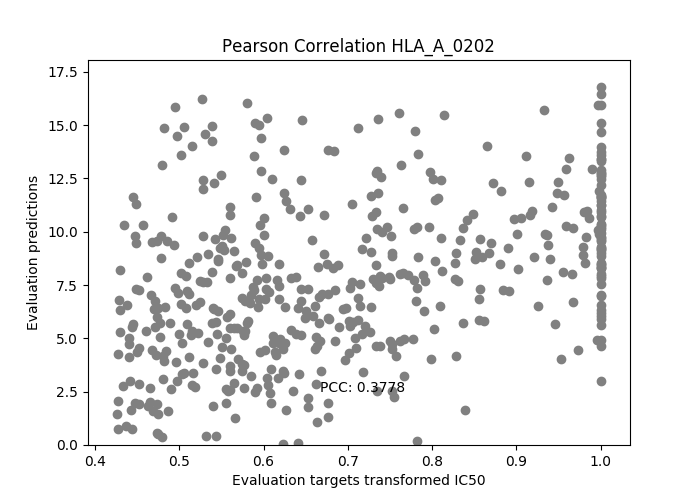 Pearson Correlation HLA_A_0202
17.5
15.0
12.5
10.0
7.5
5.0
2.5
0.0
Evaluation predictions
PCC: 0.3778
0.4 0.5 0.6 0.7 0.8 0.9 1.0
Evaluation targets transformed IC50